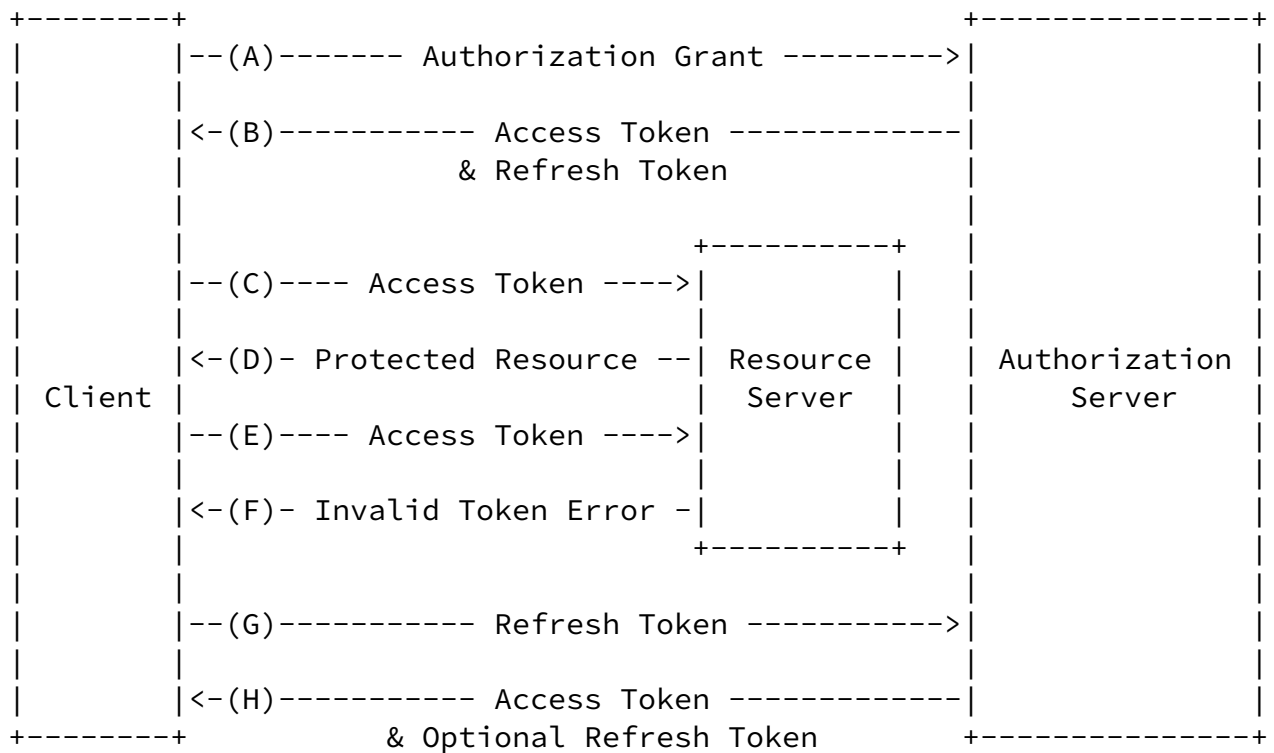 +--------+                                           +---------------+
|        |--(A)------- Authorization Grant --------->|               |
|        |                                           |               |
|        |<-(B)----------- Access Token -------------|               |
|        |               & Refresh Token             |               |
|        |                                           |               |
|        |                            +----------+   |               |
|        |--(C)---- Access Token ---->|          |   |               |
|        |                            |          |   |               |
|        |<-(D)- Protected Resource --| Resource |   | Authorization |
| Client |                            |  Server  |   |     Server    |
|        |--(E)---- Access Token ---->|          |   |               |
|        |                            |          |   |               |
|        |<-(F)- Invalid Token Error -|          |   |               |
|        |                            +----------+   |               |
|        |                                           |               |
|        |--(G)----------- Refresh Token ----------->|               |
|        |                                           |               |
|        |<-(H)----------- Access Token -------------|               |
+--------+           & Optional Refresh Token        +---------------+